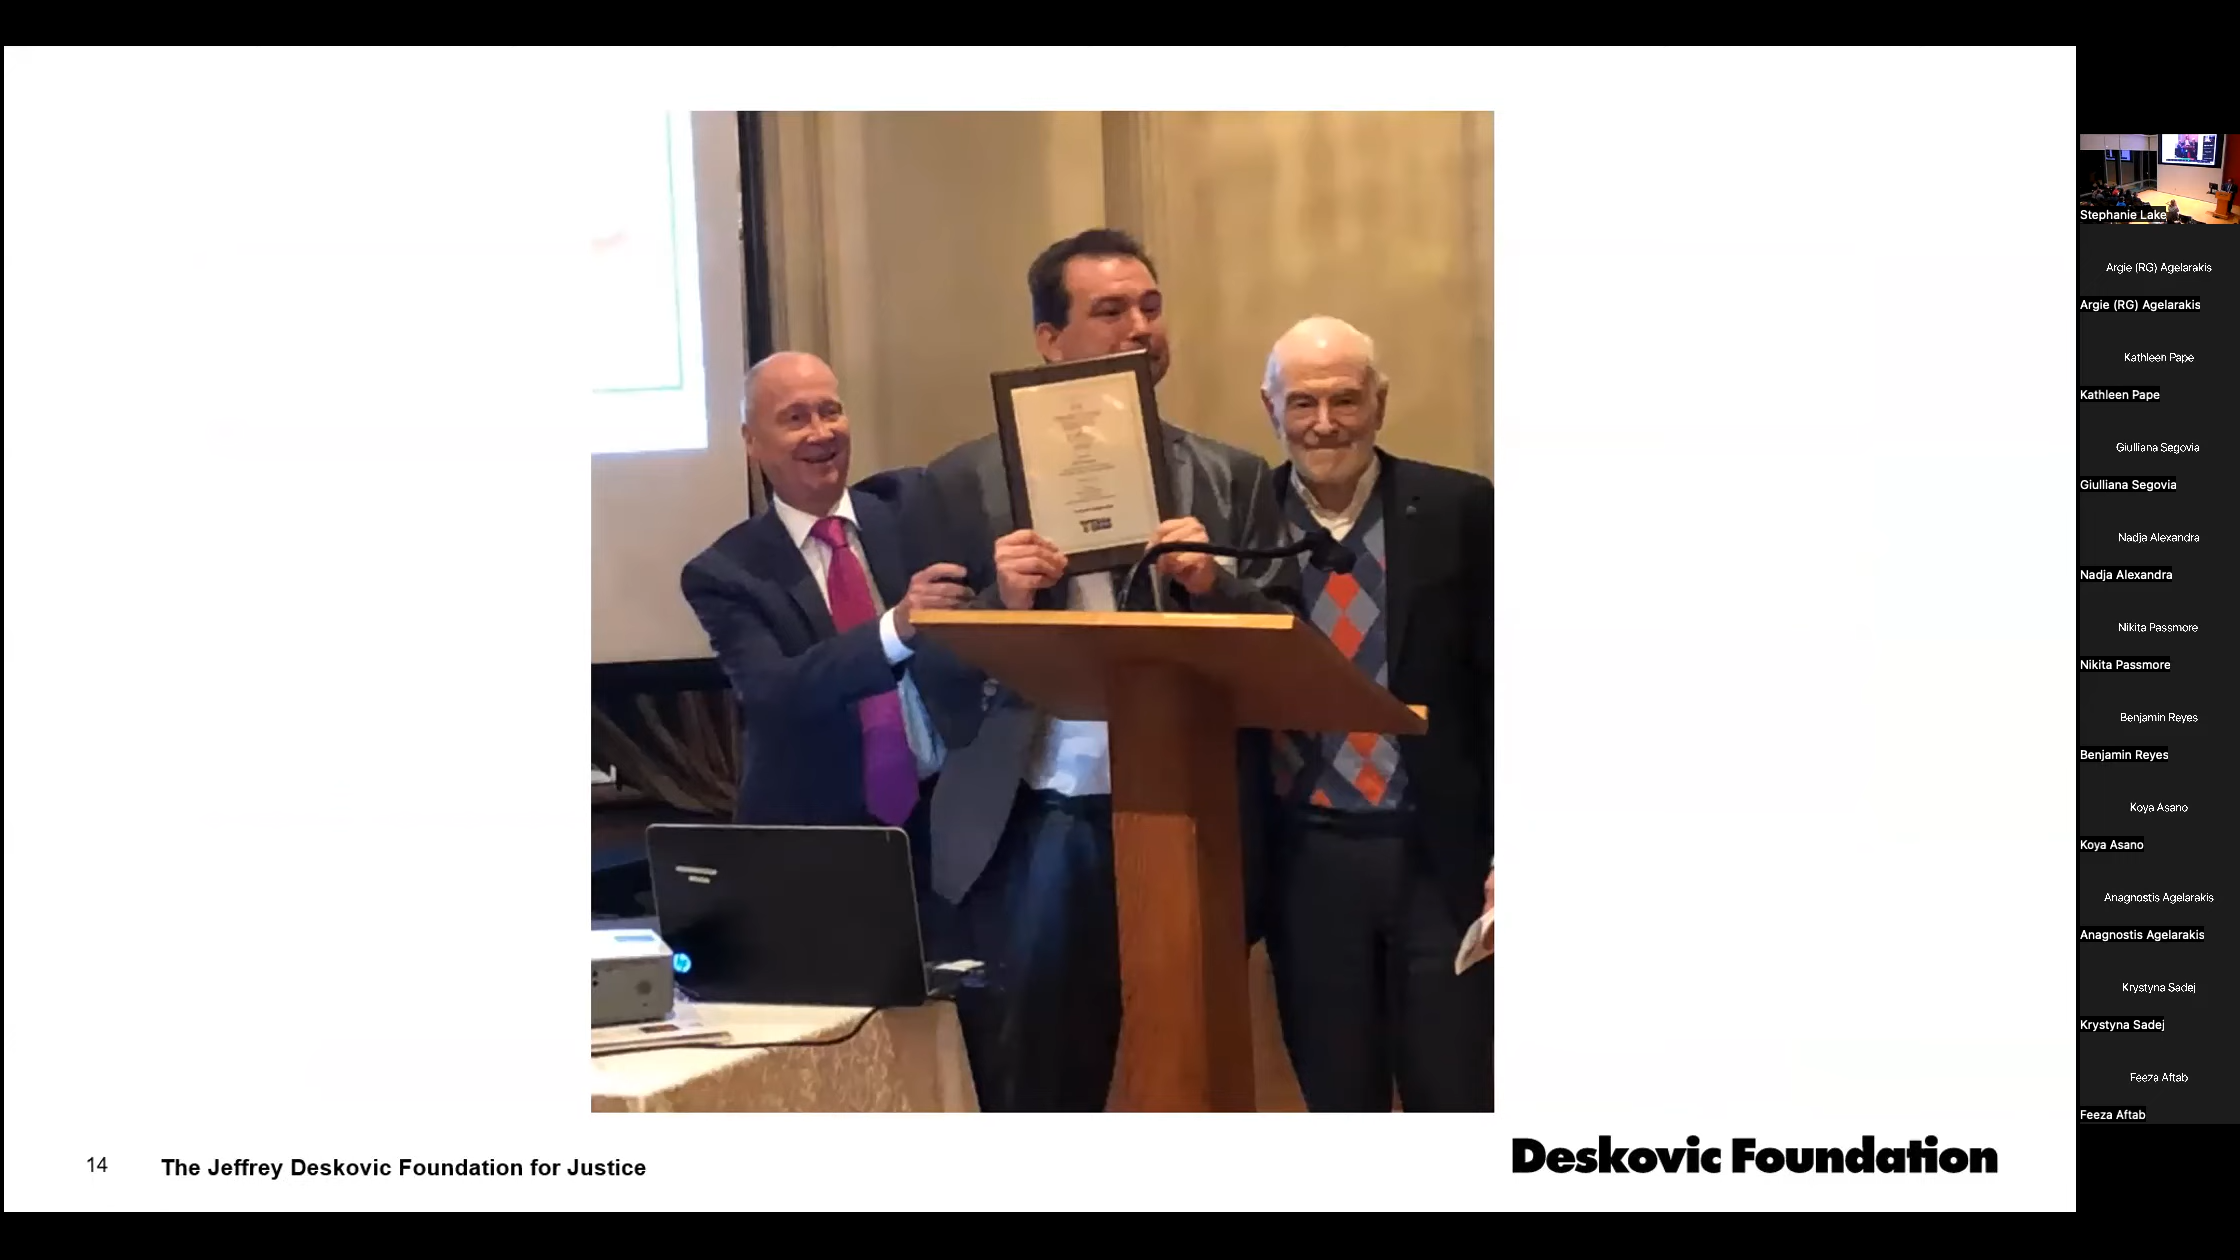 Stephanie Lake
Argie (RG) Agelarakis
Argie (RG) Agelarakis
Kathleen Pape
Kathleen Pape
Giulliana Segovia
Giulliana Segovia
Nadja Alexandra
Nadja Alexandra
Nikita Passmore
Nikita Passmore
Benjamin Reyes
Benjamin Reyes
Koya Asano
Koya Asano
Anagnostis Agelarakis
Anagnostis Agelarakis
Krystyna Sadej
Krystyna Sadej
Feeza Aftab
Feeza Aftab
14
The Jeffrey Deskovic Foundation for Justice
Deskovic Foundation